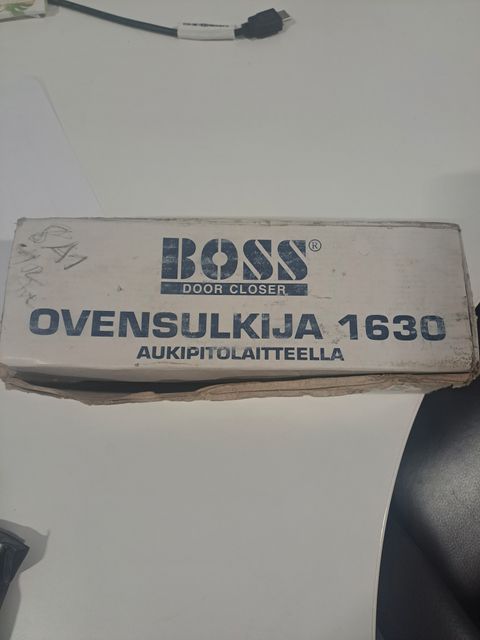 BOSS®
DOOR CLOSER
OVENSULKIJA 1630
AUKIPITOLAITTEELLA